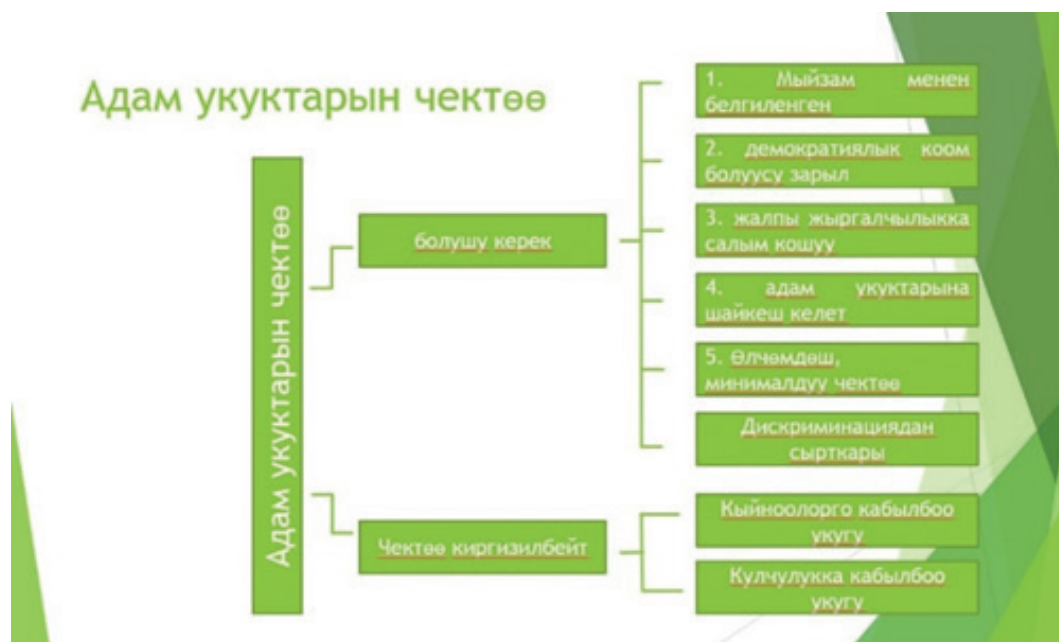 Адам укуктарын чектөө
Адам укуктарын чектөө
болушу керек
1. Мыйзам менен
белгиленген
2. демократиялык коом
болуусу зарыл
3. жалпы жыргалчылыкка
салым кошуу
4. адам укуктарына
шайкеш келет
5. Өлчөмдөш,
минималдуу чектөө
Дискриминациядан
сырткары
Чектөө киргизилбейт
Кыйноолорго кабылбоо
укугу
Кулчулукка кабылбоо
укугу